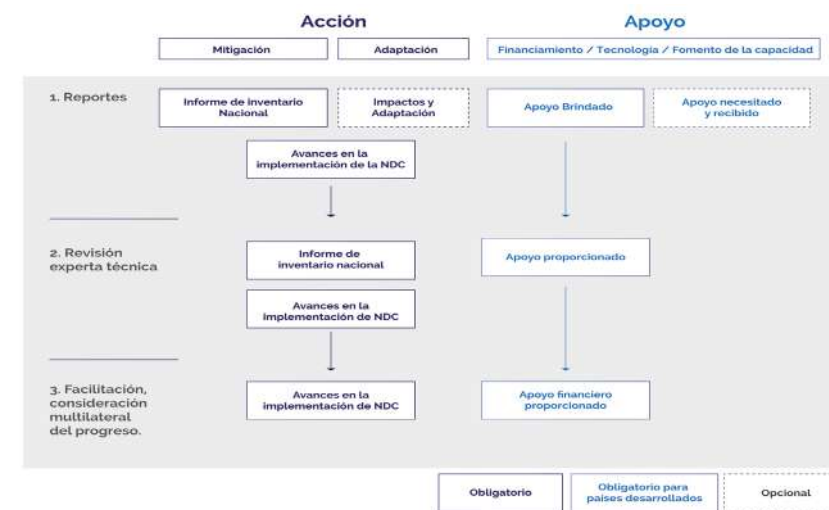 Acción
Apoyo
Mitigación
Adaptación
Financiamiento / Tecnología / Fomento de la capacidad
1. Reportes
Informe de inventario
Nacional
Impactos y
Adaptación
Apoyo Brindado
Apoyo necesitado
y recibido
Avances en la
implementación de la NDC
2. Revisión
experta técnica
Informe de
inventario nacional
Apoyo proporcionado
Avances en la
implementación de NDC
3. Facilitación,
consideración
multilateral
del progreso.
Avances en la
implementación de NDC
Apoyo financiero
proporcionado
Obligatorio
Obligatorio para
países desarrollados
Opcional